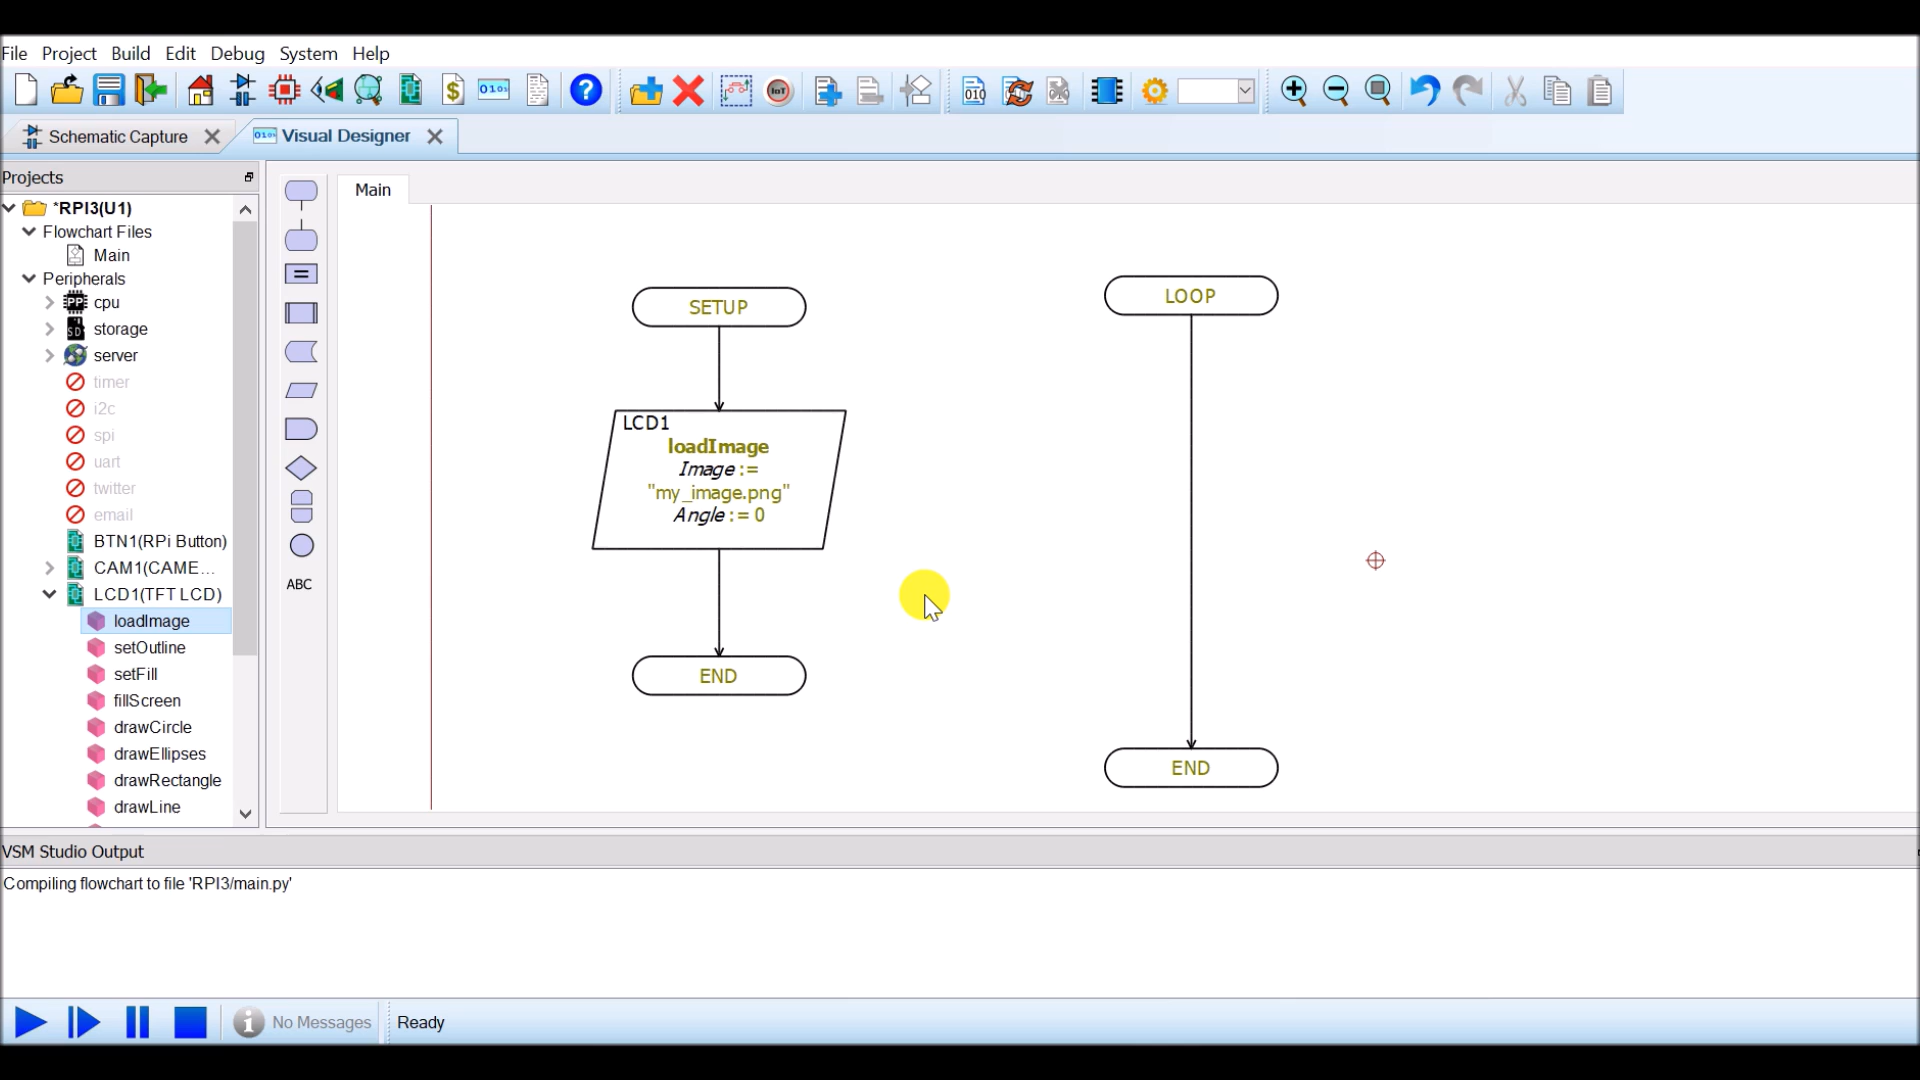 File Project Build Edit Debug System Help
Schematic Capture
Visual Designer
Projects
Main
*RPI3(U1)
Flowchart Files
Main
Peripherals
cpu
storage
server
timer
i2c
spi
uart
twitter
email
BTN1(RPi Button)
CAM1(CAME...
LCD1(TFT LCD)
loadImage
setOutline
setFill
fillScreen
drawCircle
drawEllipses
drawRectangle
drawLine
ABC
SETUP
LCD1
loadImage
Image :=
"my_image.png"
Angle := 0
END
LOOP
END
VSM Studio Output
Compiling flowchart to file 'RPI3/main.py'
No Messages
Ready